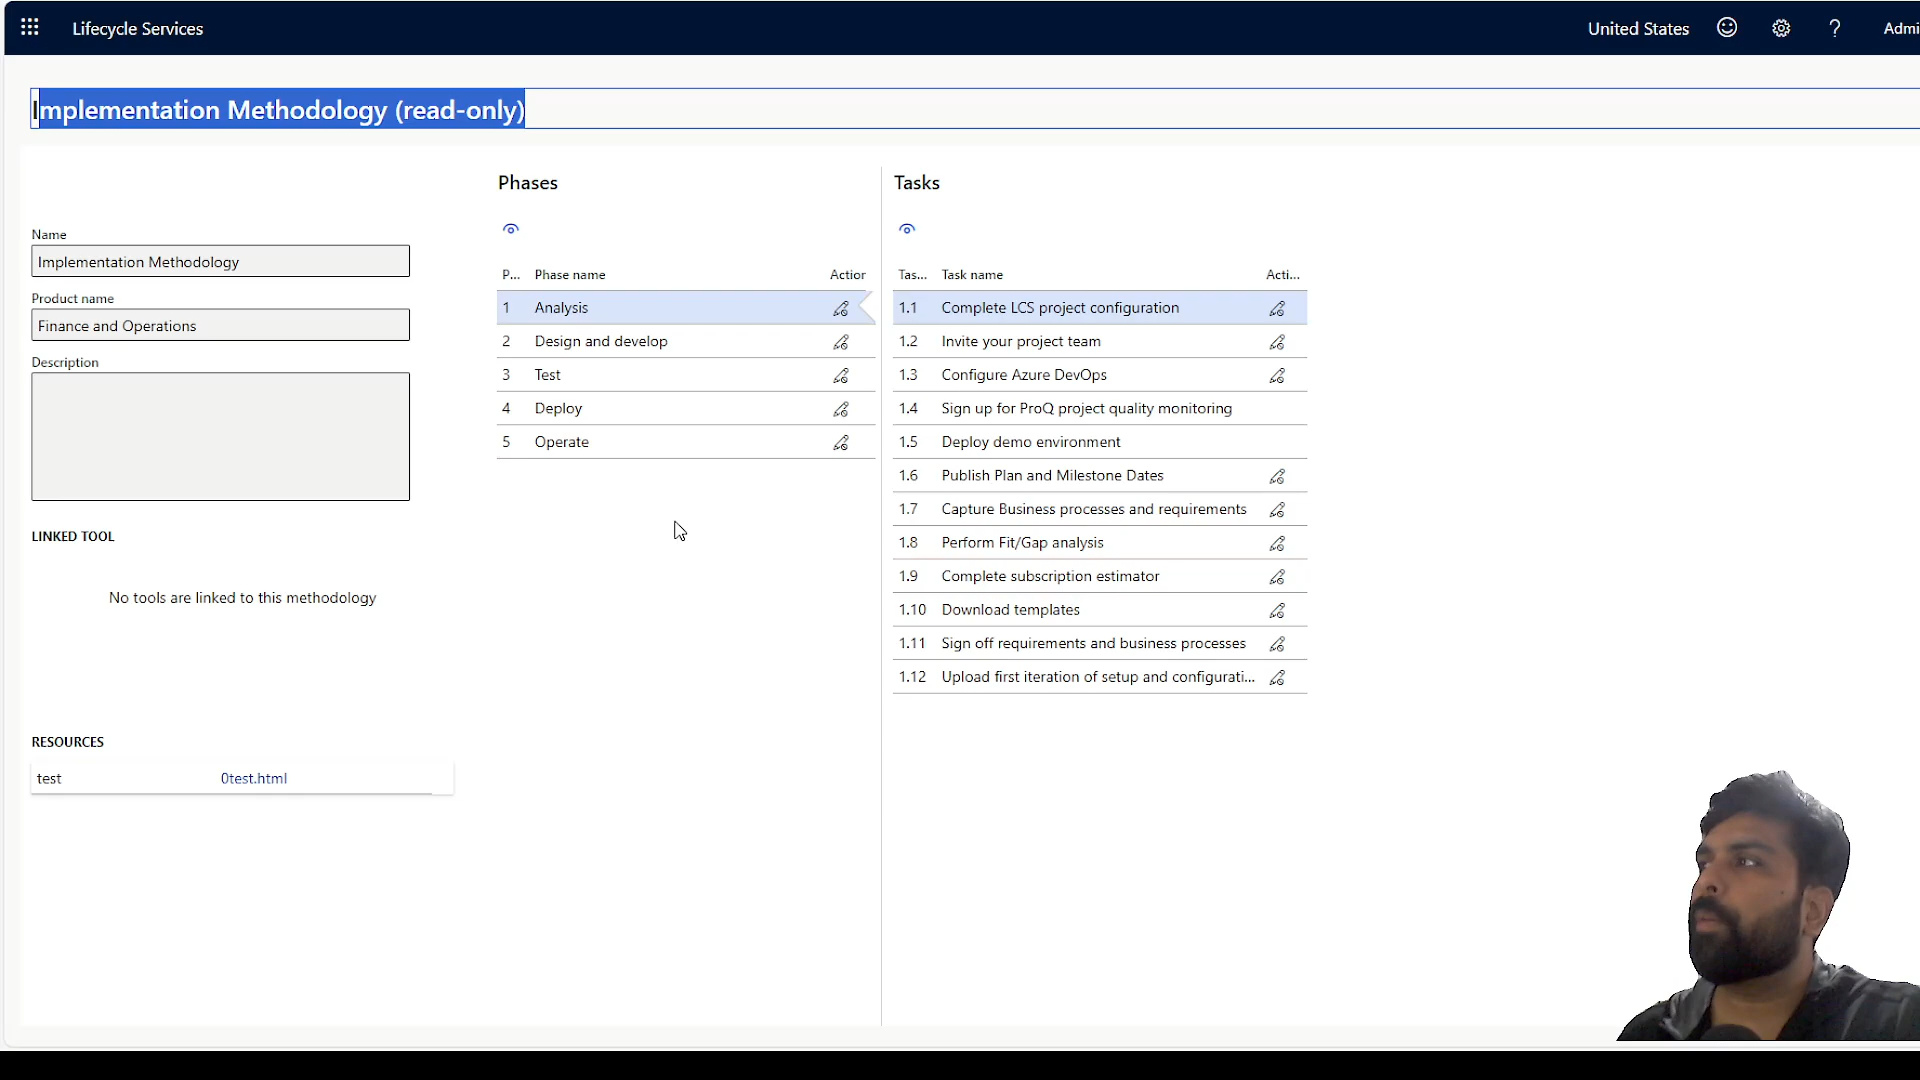 Lifecycle Services
United States
?
Admi
Implementation Methodology (read-only)
Name
Implementation Methodology
Product name
Finance and Operations
Description
LINKED TOOL
No tools are linked to this methodology
RESOURCES
test 0test.html
Phases
P... Phase name Action
1 Analysis
2 Design and develop
3 Test
4 Deploy
5 Operate
Tasks
Tas... Task name Acti...
1.1 Complete LCS project configuration
1.2 Invite your project team
1.3 Configure Azure DevOps
1.4 Sign up for ProQ project quality monitoring
1.5 Deploy demo environment
1.6 Publish Plan and Milestone Dates
1.7 Capture Business processes and requirements
1.8 Perform Fit/Gap analysis
1.9 Complete subscription estimator
1.10 Download templates
1.11 Sign off requirements and business processes
1.12 Upload first iteration of setup and configurati...